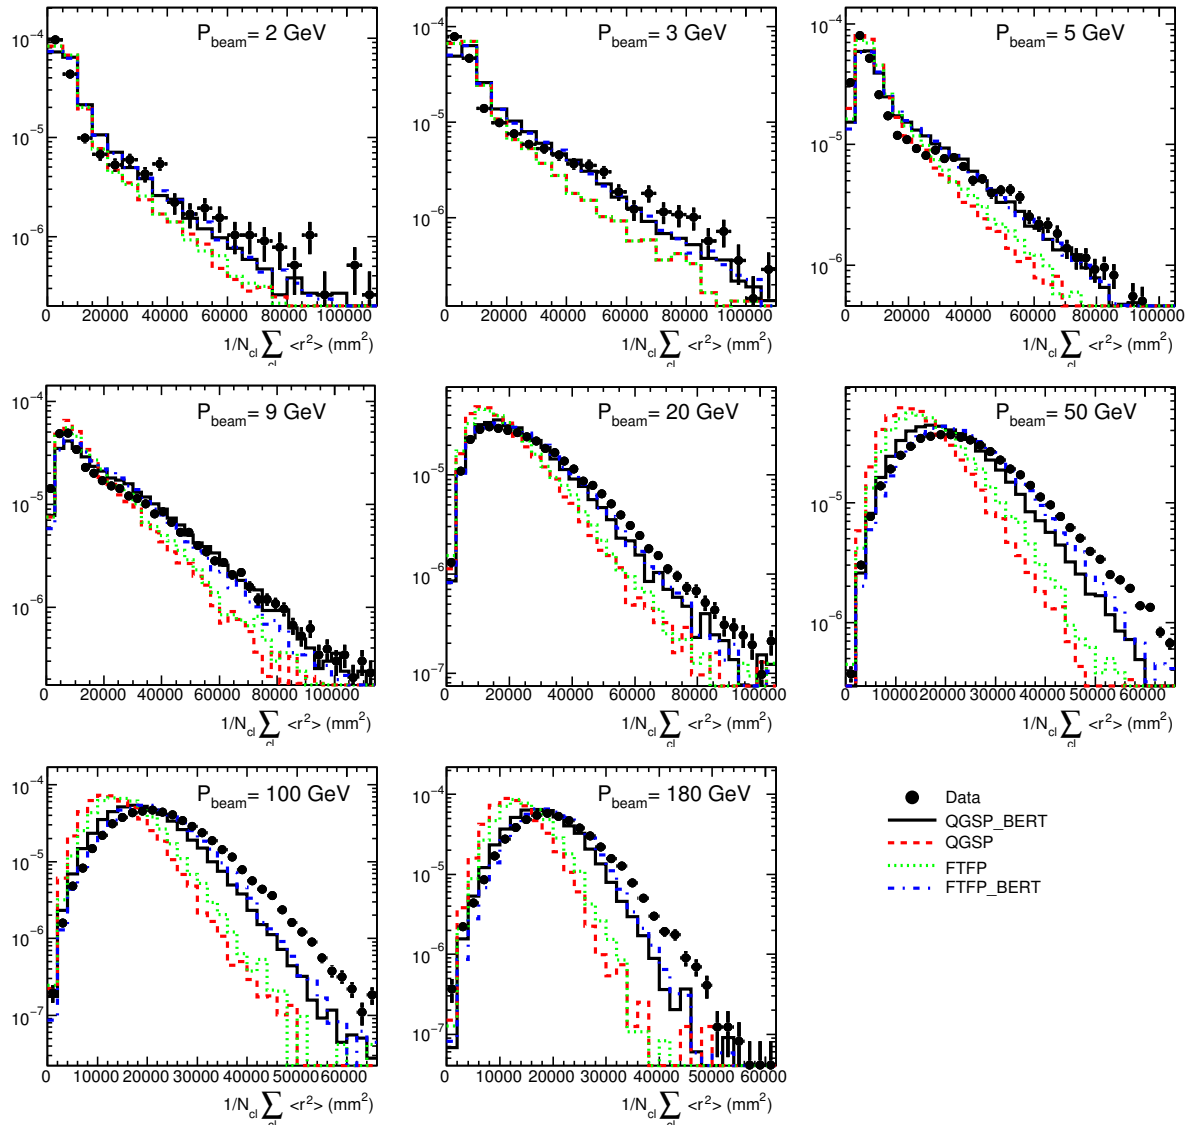 P_beam = 2 GeV
10^-4
10^-5
10^-6
0 20000 40000 60000 80000 100000
1/N_cl ∑_cl <r^2> (mm^2)
P_beam = 3 GeV
10^-4
10^-5
10^-6
0 20000 40000 60000 80000 100000
1/N_cl ∑_cl <r^2> (mm^2)
P_beam = 5 GeV
10^-4
10^-5
10^-6
0 20000 40000 60000 80000 100000
1/N_cl ∑_cl <r^2> (mm^2)
P_beam = 9 GeV
10^-4
10^-5
10^-6
0 20000 40000 60000 80000 100000
1/N_cl ∑_cl <r^2> (mm^2)
P_beam = 20 GeV
10^-5
10^-6
10^-7
0 20000 40000 60000 80000 100000
1/N_cl ∑_cl <r^2> (mm^2)
P_beam = 50 GeV
10^-5
10^-6
0 10000 20000 30000 40000 50000 60000
1/N_cl ∑_cl <r^2> (mm^2)
P_beam = 100 GeV
10^-4
10^-5
10^-6
10^-7
0 10000 20000 30000 40000 50000 60000
1/N_cl ∑_cl <r^2> (mm^2)
P_beam = 180 GeV
10^-4
10^-5
10^-6
10^-7
0 10000 20000 30000 40000 50000 60000
1/N_cl ∑_cl <r^2> (mm^2)
Data
QGSP_BERT
QGSP
FTFP
FTFP_BERT